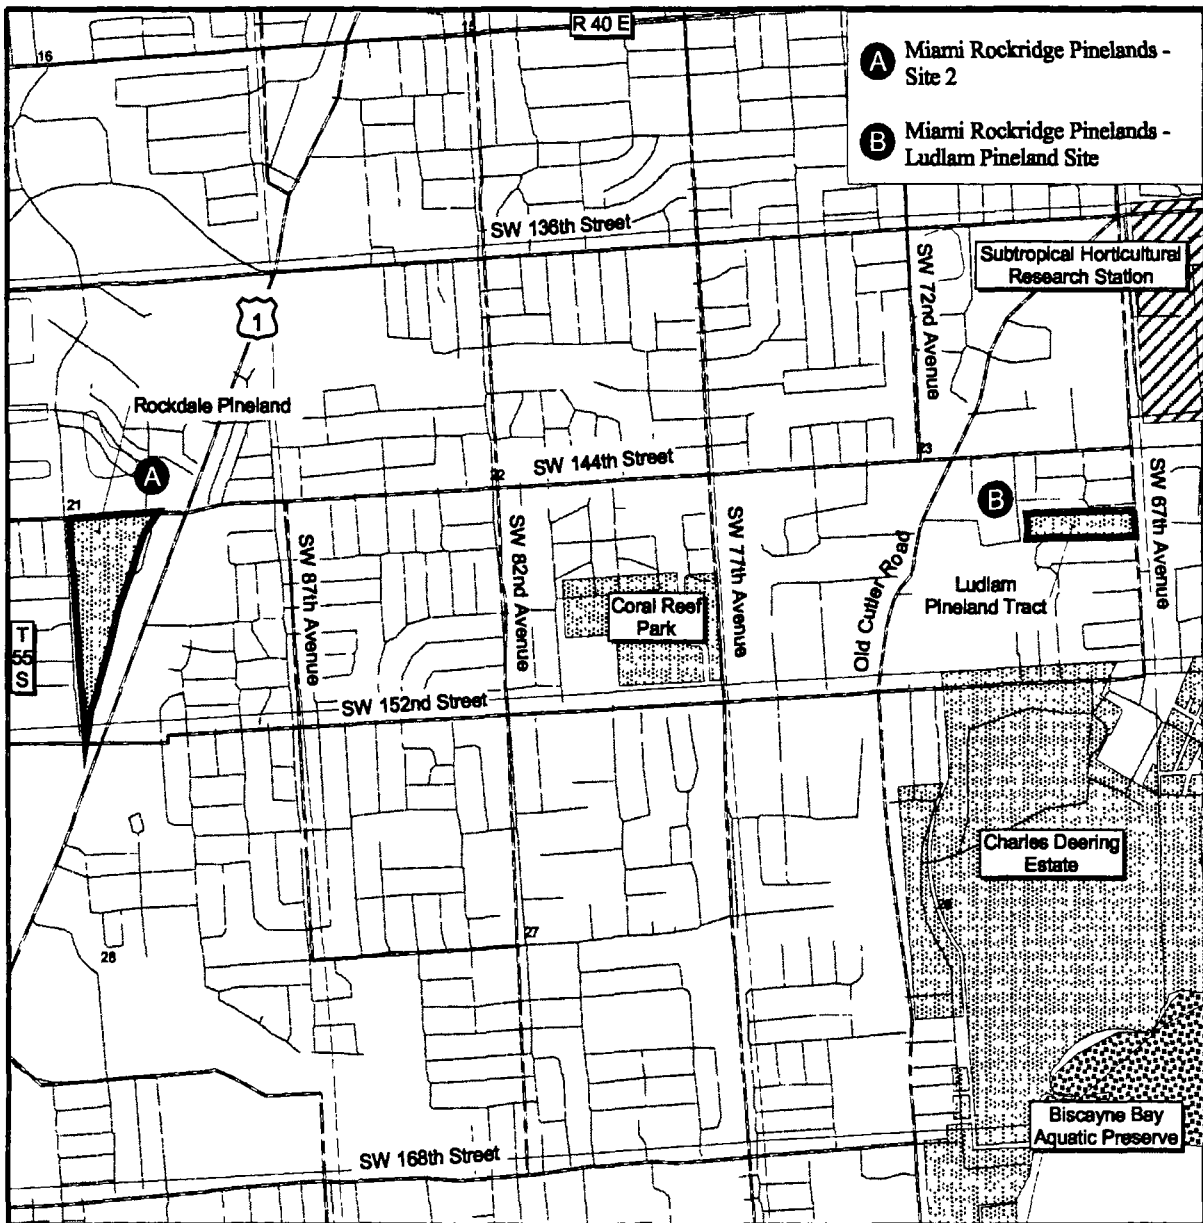 R 40 E
15
16
A Miami Rockridge Pinelands -
Site 2
B Miami Rockridge Pinelands -
Ludlam Pineland Site
SW 136th Street
Subtropical Horticultural
Research Station
SW 72nd Avenue
1
Rockdale Pineland
A
SW 144th Street
22
23
21
B
SW 67th Avenue
SW 87th Avenue
SW 82nd Avenue
SW 77th Avenue
Old Cutler Road
Ludlam
Pineland Tract
Coral Reef
Park
T
55
S
SW 152nd Street
Charles Deering
Estate
26
27
28
Biscayne Bay
Aquatic Preserve
SW 168th Street